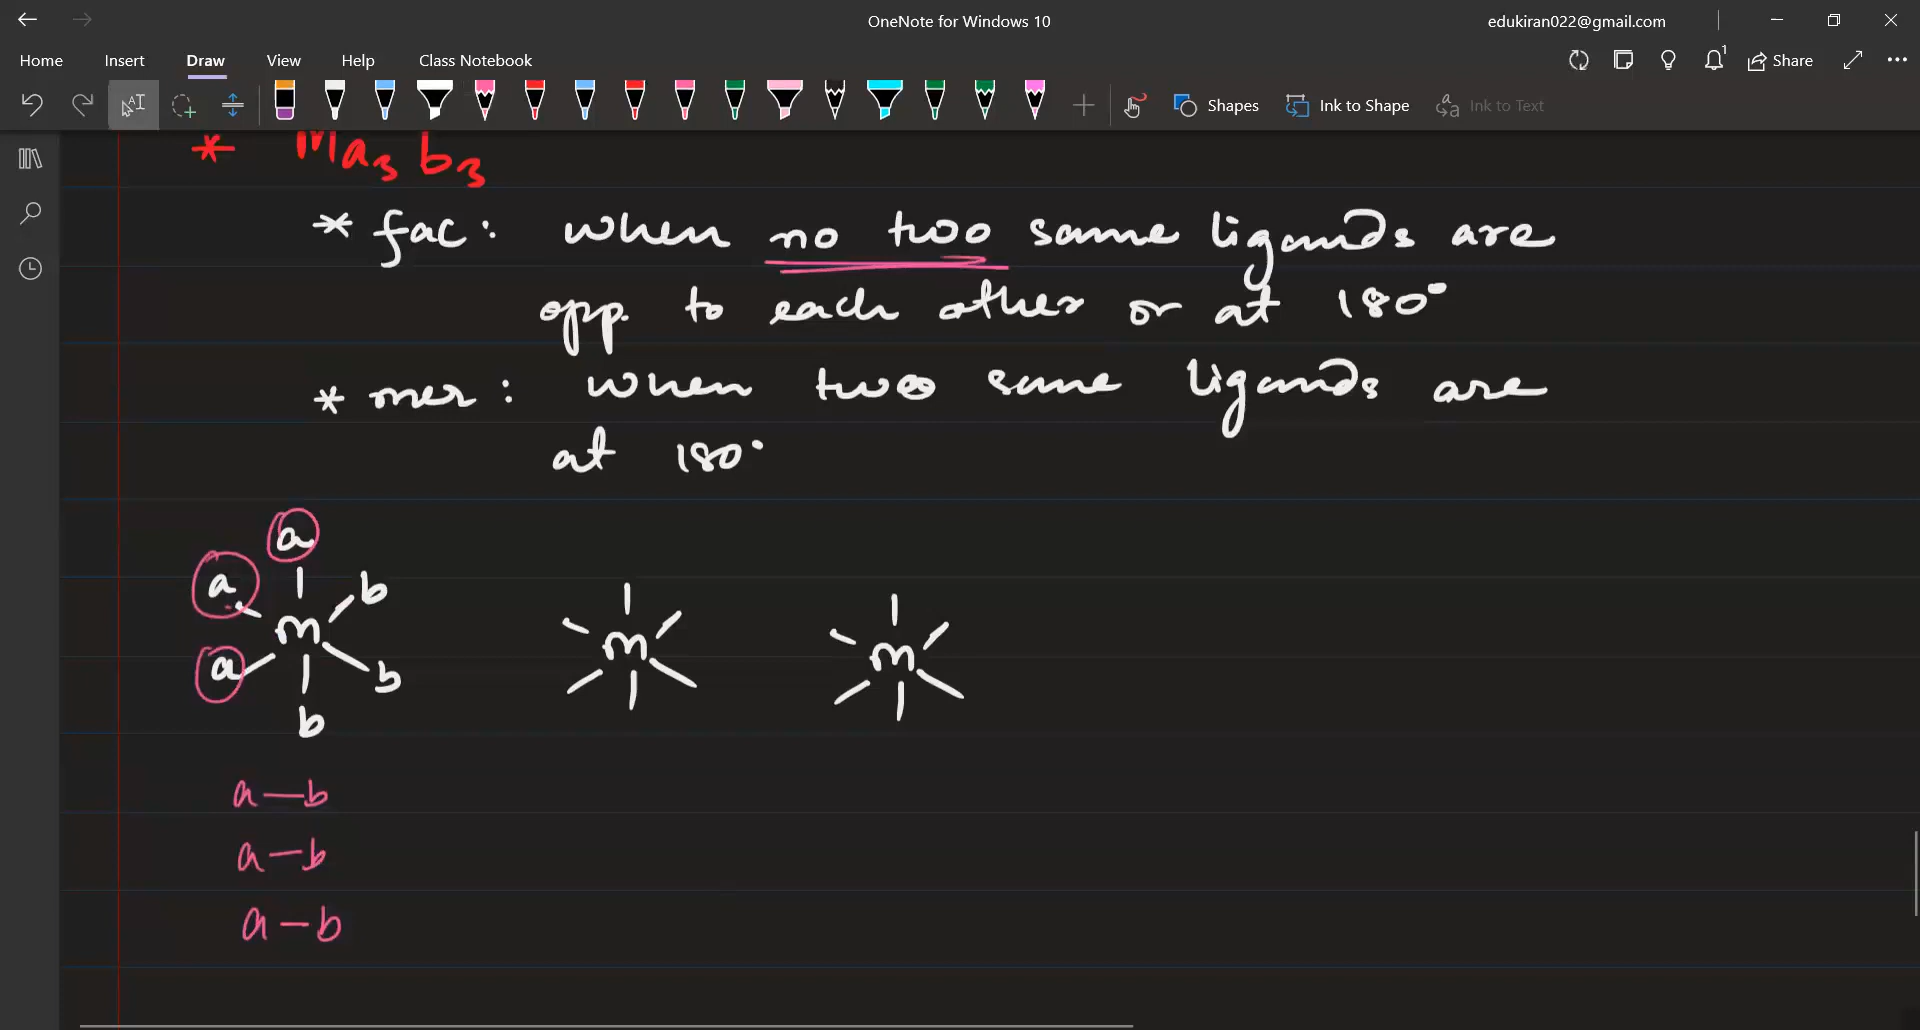 OneNote for Windows 10
edukiran022@gmail.com
Home Insert Draw View Help Class Notebook
1 Share
Shapes Ink to Shape Ink to Text
* Ma3 b3
* fac: when no two same ligands are
opp. to each other or at 180°
* mer: when two same ligands are
at 180°
a
a b
m m m
a b
b
a—b
a—b
a—b